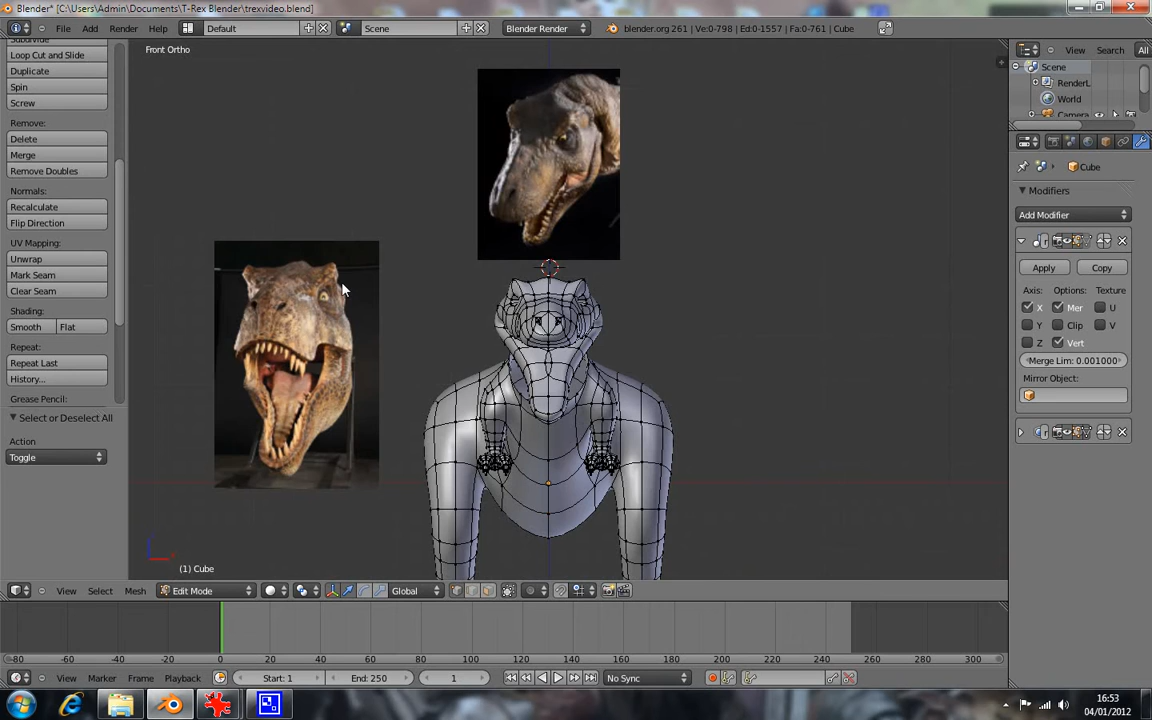 Blender* [C:\Users\Admin\Documents\T-Rex Blender\trexvideo.blend]
File Add Render Help Default Scene Blender Render blender.org 261 | Ve:0-798 | Ed:0-1557 | Fa:0-761 | Cube
Subdivide
Loop Cut and Slide
Duplicate
Spin
Screw
Remove:
Delete
Merge
Remove Doubles
Normals:
Recalculate
Flip Direction
UV Mapping:
Unwrap
Mark Seam
Clear Seam
Shading:
Smooth Flat
Repeat:
Repeat Last
History...
Grease Pencil:
Select or Deselect All
Action
Toggle
Front Ortho
(1) Cube
View Search All
Scene
RenderL
World
Camera
Cube
Modifiers
Add Modifier
Apply Copy
Axis: Options: Texture
X Mer U
Y Clip V
Z Vert
Merge Lim: 0.001000
Mirror Object:
View Select Mesh Edit Mode Global
-80 -60 -40 -20 0 20 40 60 80 100 120 140 160 180 200 220 240 260 280 300
View Marker Frame Playback Start: 1 End: 250 1 No Sync
16:53
04/01/2012